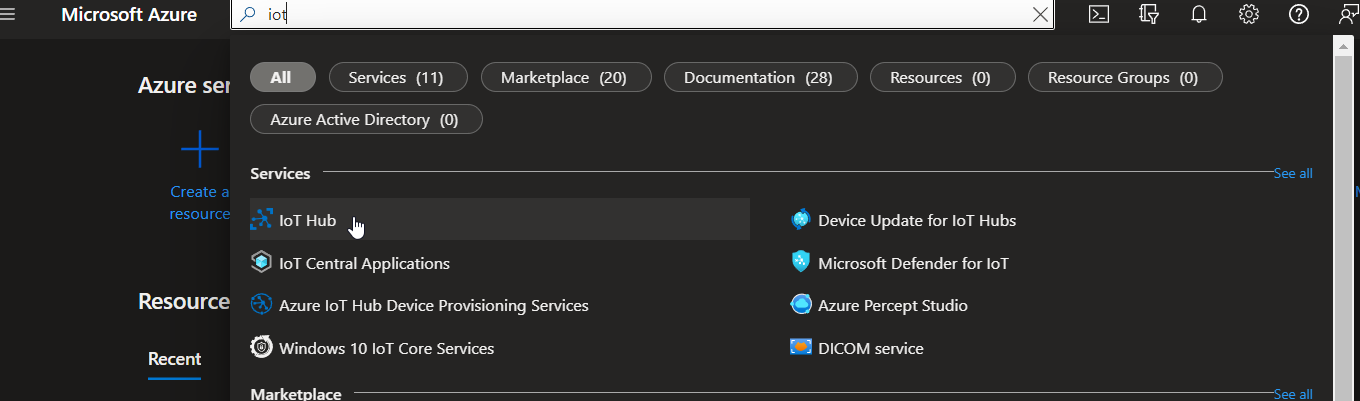 Microsoft Azure
iot
Azure ser
All
Services (11)
Marketplace (20)
Documentation (28)
Resources (0)
Resource Groups (0)
Azure Active Directory (0)
Create a
resource
Services
See all
IoT Hub
Device Update for IoT Hubs
IoT Central Applications
Microsoft Defender for IoT
Azure IoT Hub Device Provisioning Services
Azure Percept Studio
Windows 10 IoT Core Services
DICOM service
Resource
Recent
Marketplace
See all